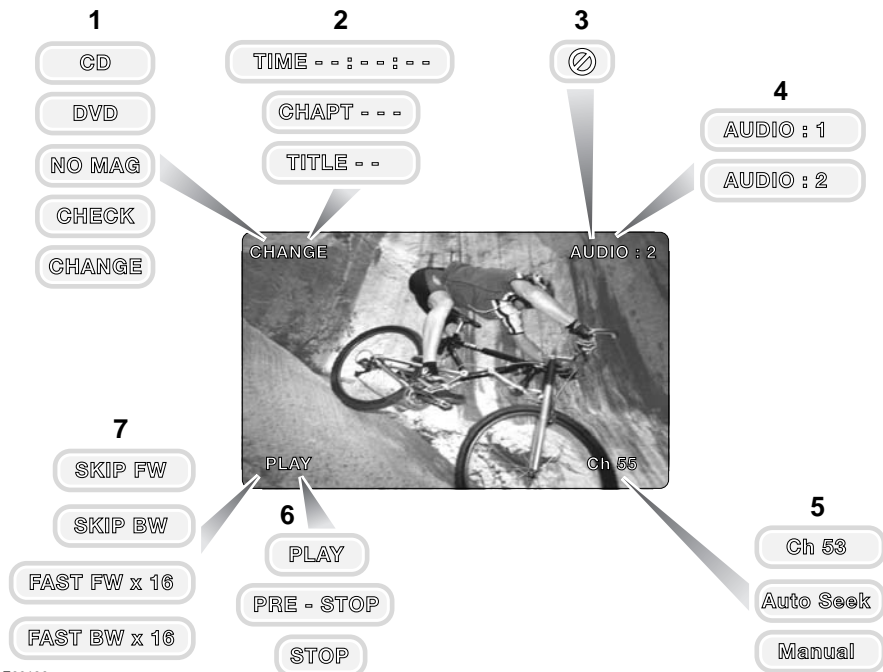 1
CD
DVD
NO MAG
CHECK
CHANGE
2
TIME - - : - - : - -
CHAPT - - -
TITLE - -
3
4
AUDIO : 1
AUDIO : 2
CHANGE
AUDIO : 2
PLAY
Ch 55
7
SKIP FW
SKIP BW
FAST FW x 16
FAST BW x 16
6
PLAY
PRE - STOP
STOP
5
Ch 53
Auto Seek
Manual